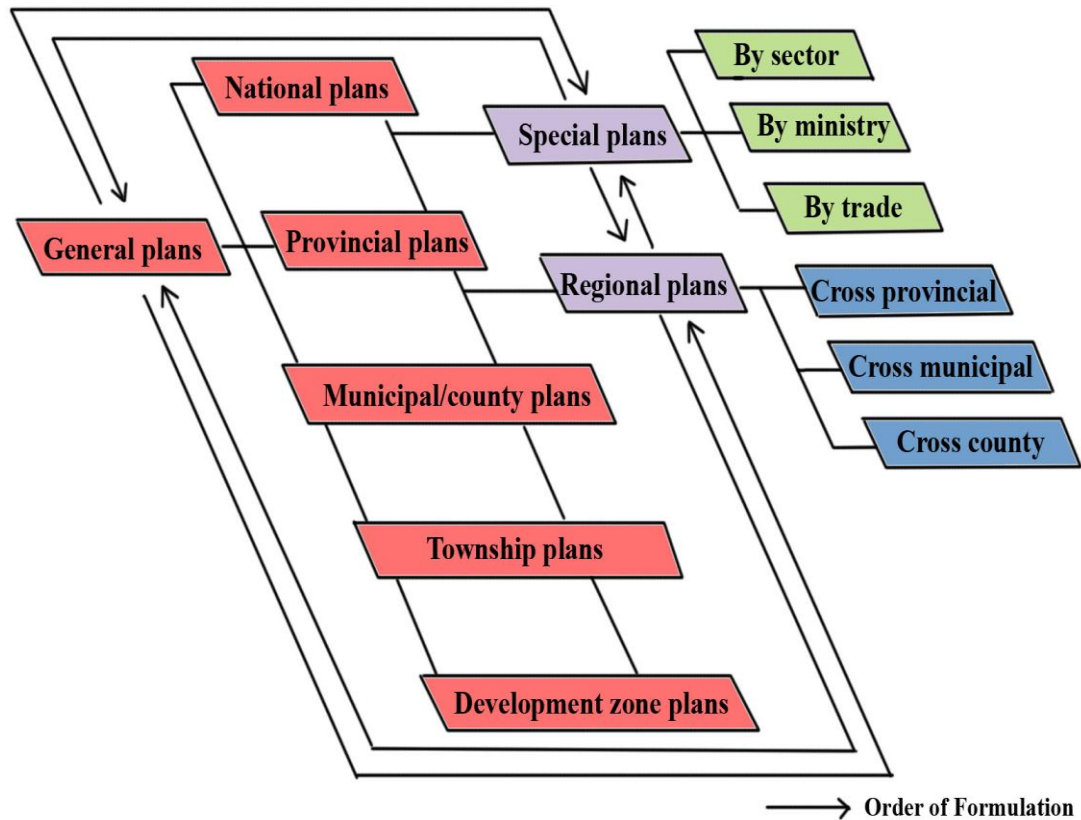 By sector
National plans
By ministry
Special plans
By trade
General plans
Provincial plans
Regional plans
Cross provincial
Cross municipal
Municipal/county plans
Cross county
Township plans
Development zone plans
Order of Formulation